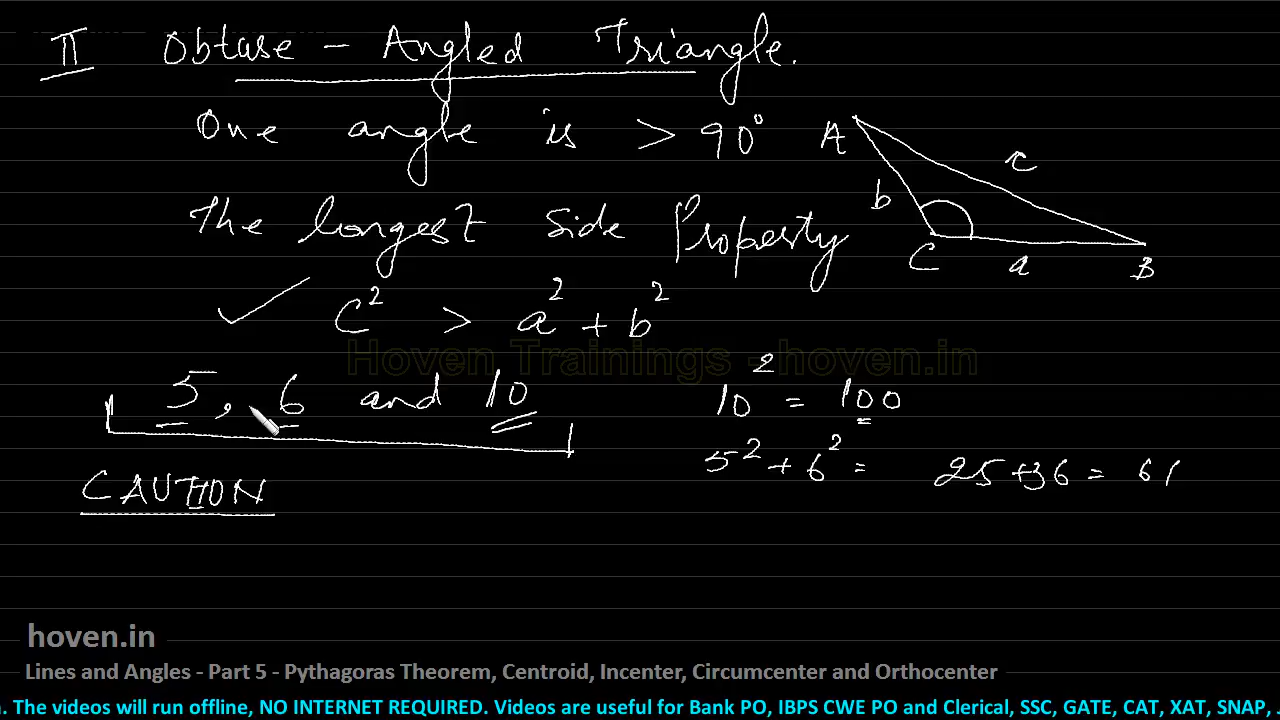 II Obtuse - Angled Triangle.
One angle is > 90°
A
c
b
The longest side Property
C a B
✓ c² > a² + b²
Hoven Trainings - hoven.in
5, 6 and 10
10² = 100
5² + 6² = 25 + 36 = 61
CAUTION
hoven.in
Lines and Angles - Part 5 - Pythagoras Theorem, Centroid, Incenter, Circumcenter and Orthocenter
. The videos will run offline, NO INTERNET REQUIRED. Videos are useful for Bank PO, IBPS CWE PO and Clerical, SSC, GATE, CAT, XAT, SNAP,